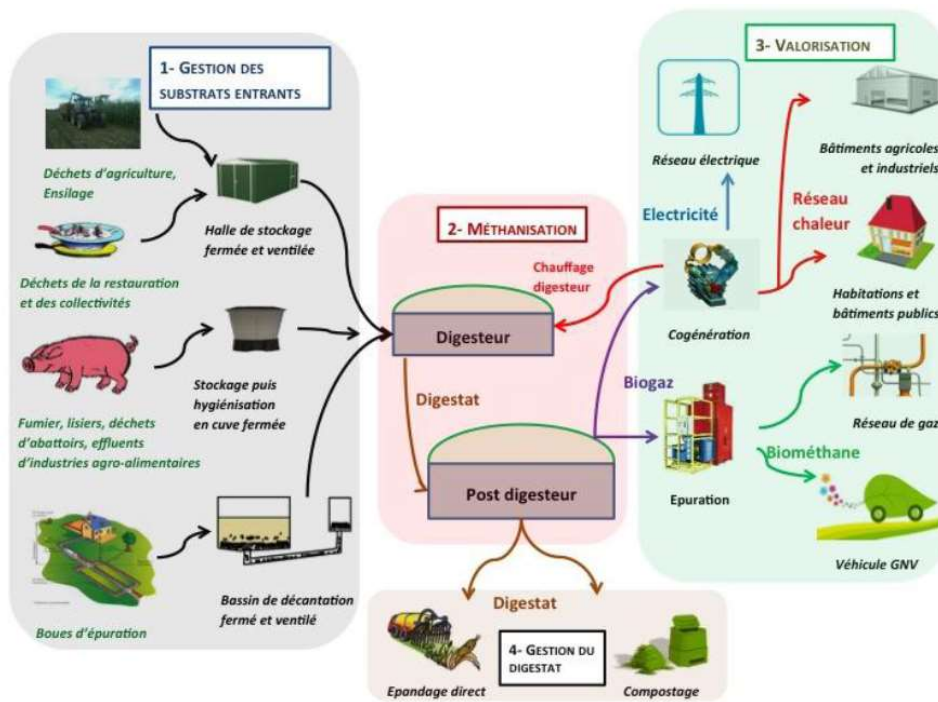 1- GESTION DES
SUBSTRATS ENTRANTS
Déchets d'agriculture,
Ensilage
Halle de stockage
fermée et ventilée
Déchets de la restauration
et des collectivités
Stockage puis
hygiénisation
en cuve fermée
Fumier, lisiers, déchets
d'abattoirs, effluents
d'industries agro-alimentaires
Bassin de décantation
fermé et ventilé
Boues d'épuration
2- MÉTHANISATION
Chauffage
digesteur
Digesteur
Digestat
Post digesteur
Biogaz
3- VALORISATION
Réseau électrique
Bâtiments agricoles
et industriels
Electricité
Réseau
chaleur
Cogénération
Habitations et
bâtiments publics
Réseau de gaz
Biométhane
Epuration
Véhicule GNV
Digestat
4- GESTION DU
DIGESTAT
Epandage direct
Compostage